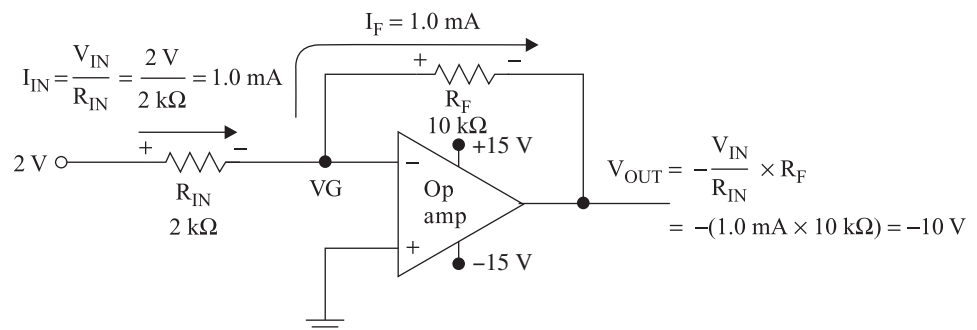 I_F = 1.0 mA
I_IN = V_IN / R_IN = 2 V / 2 kΩ = 1.0 mA
+ −
R_F
10 kΩ
+ −
2 V
R_IN
2 kΩ
VG
−
+15 V
Op
amp
+
−15 V
V_OUT = −V_IN / R_IN × R_F
= −(1.0 mA × 10 kΩ) = −10 V